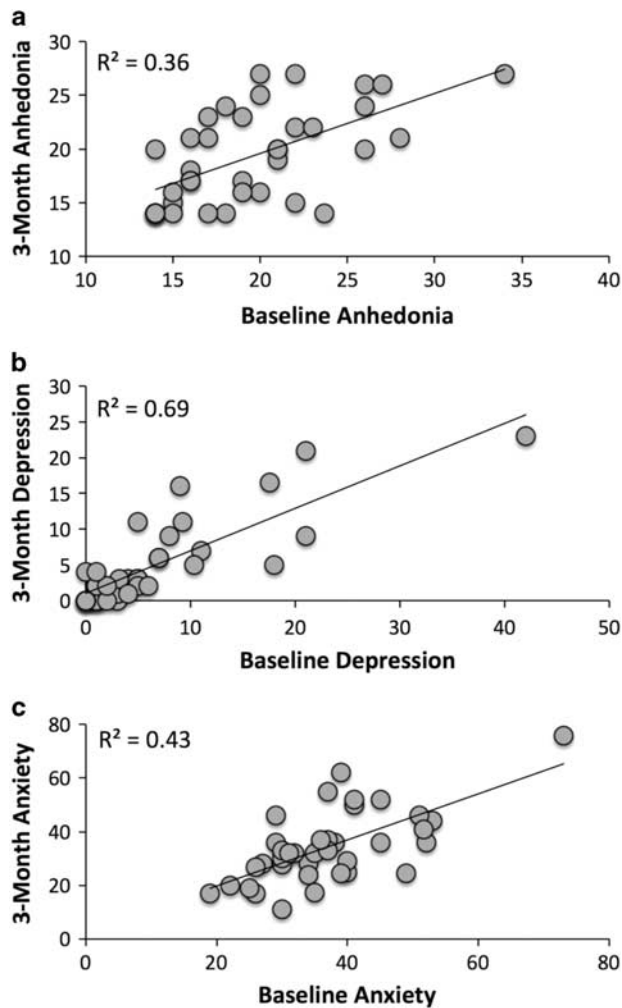 a
R² = 0.36
3-Month Anhedonia
30
25
20
15
10
10 15 20 25 30 35 40
Baseline Anhedonia
b
R² = 0.69
3-Month Depression
30
25
20
15
10
5
0
0 10 20 30 40 50
Baseline Depression
c
R² = 0.43
3-Month Anxiety
80
60
40
20
0
0 20 40 60 80
Baseline Anxiety